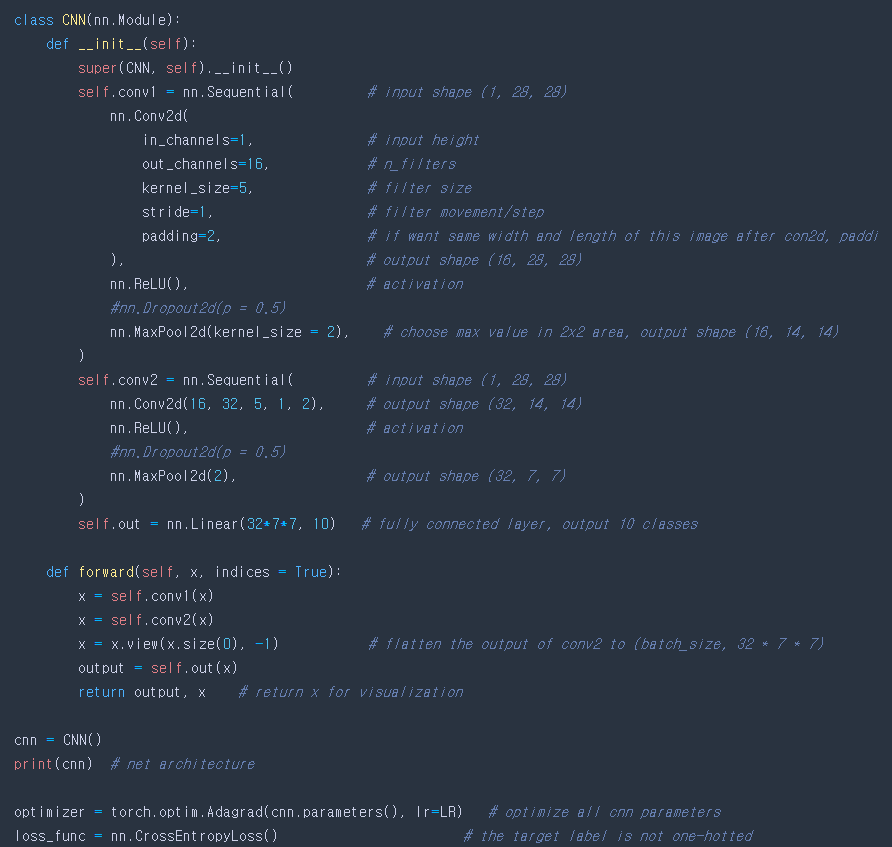 class CNN(nn.Module):
    def __init__(self):
        super(CNN, self).__init__()
        self.conv1 = nn.Sequential(         # input shape (1, 28, 28)
            nn.Conv2d(
                in_channels=1,              # input height
                out_channels=16,            # n_filters
                kernel_size=5,              # filter size
                stride=1,                   # filter movement/step
                padding=2,                  # if want same width and length of this image after con2d, paddi
            ),                              # output shape (16, 28, 28)
            nn.ReLU(),                      # activation
            #nn.Dropout2d(p = 0.5)
            nn.MaxPool2d(kernel_size = 2),    # choose max value in 2x2 area, output shape (16, 14, 14)
        )
        self.conv2 = nn.Sequential(         # input shape (1, 28, 28)
            nn.Conv2d(16, 32, 5, 1, 2),     # output shape (32, 14, 14)
            nn.ReLU(),                      # activation
            #nn.Dropout2d(p = 0.5)
            nn.MaxPool2d(2),                # output shape (32, 7, 7)
        )
        self.out = nn.Linear(32*7*7, 10)   # fully connected layer, output 10 classes

    def forward(self, x, indices = True):
        x = self.conv1(x)
        x = self.conv2(x)
        x = x.view(x.size(0), -1)           # flatten the output of conv2 to (batch_size, 32 * 7 * 7)
        output = self.out(x)
        return output, x    # return x for visualization

cnn = CNN()
print(cnn)  # net architecture

optimizer = torch.optim.Adagrad(cnn.parameters(), lr=LR)   # optimize all cnn parameters
loss_func = nn.CrossEntropyLoss()                       # the target label is not one-hotted